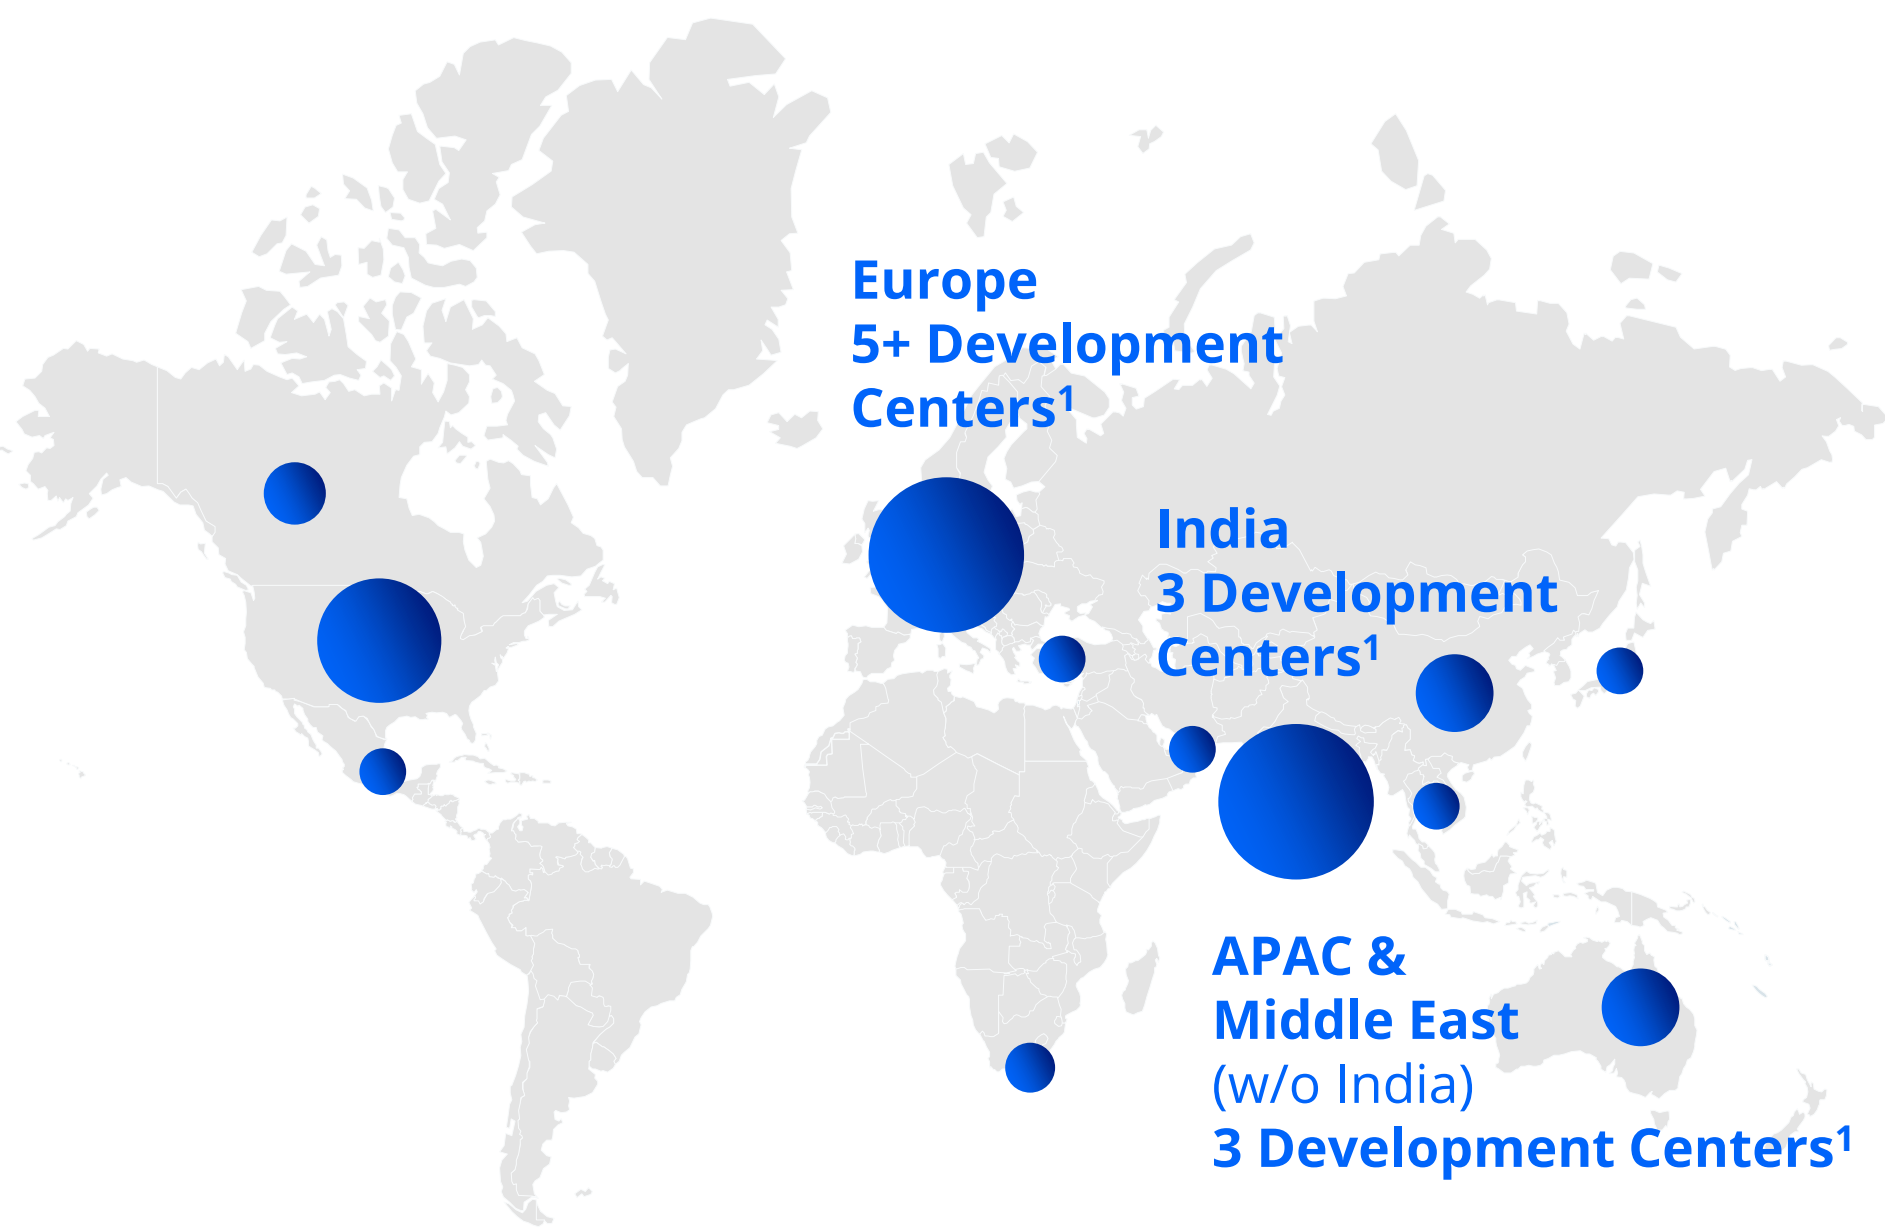 Europe
5+ Development
Centers¹
India
3 Development
Centers¹
APAC &
Middle East
(w/o India)
3 Development Centers¹